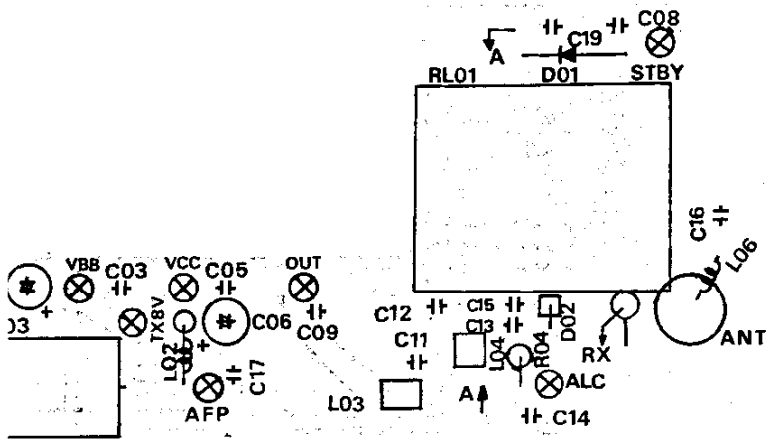 C08
C19
A
RL01
D01
STBY
C16
L06
VBB
C03
VCC
C05
OUT
C12
C15
C13
D02
03
TX8V
C06
C09
C11
L04
R04
RX
ANT
L02
C17
AFP
L03
A
ALC
C14